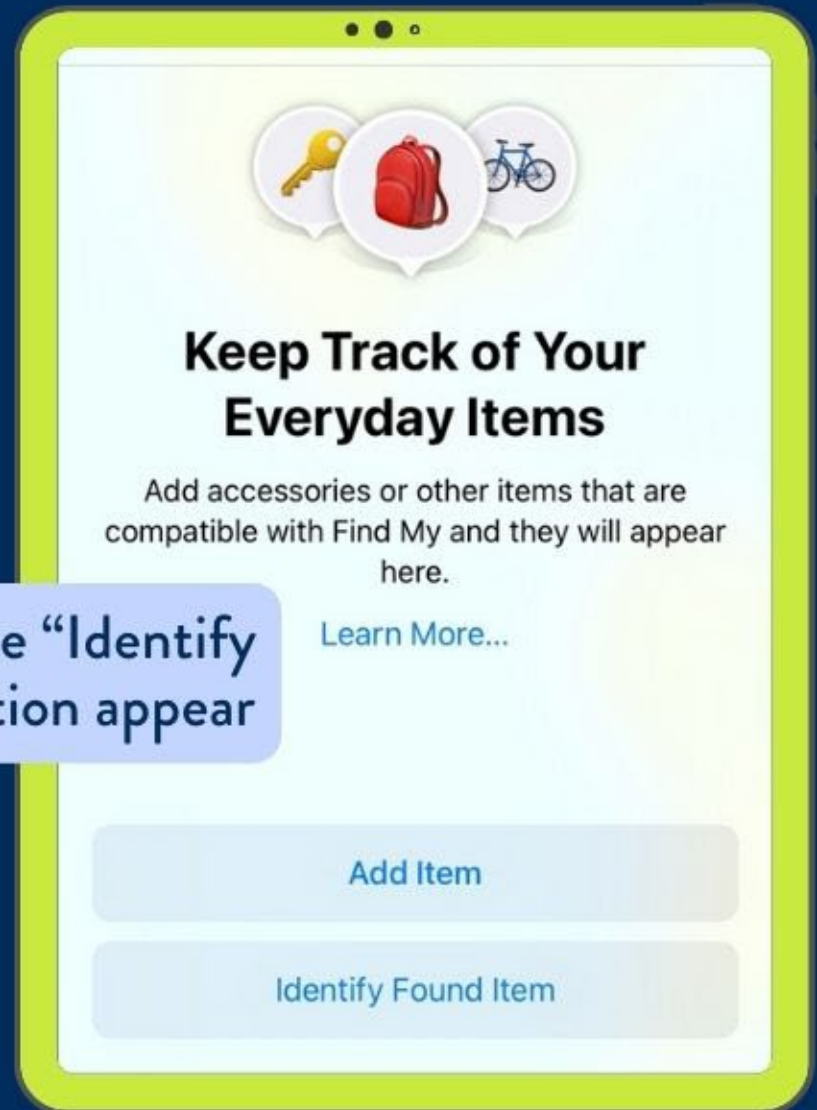 Keep Track of Your
Everyday Items
Add accessories or other items that are
compatible with Find My and they will appear
here.
Learn More...
“Identify
appear
Add Item
Identify Found Item